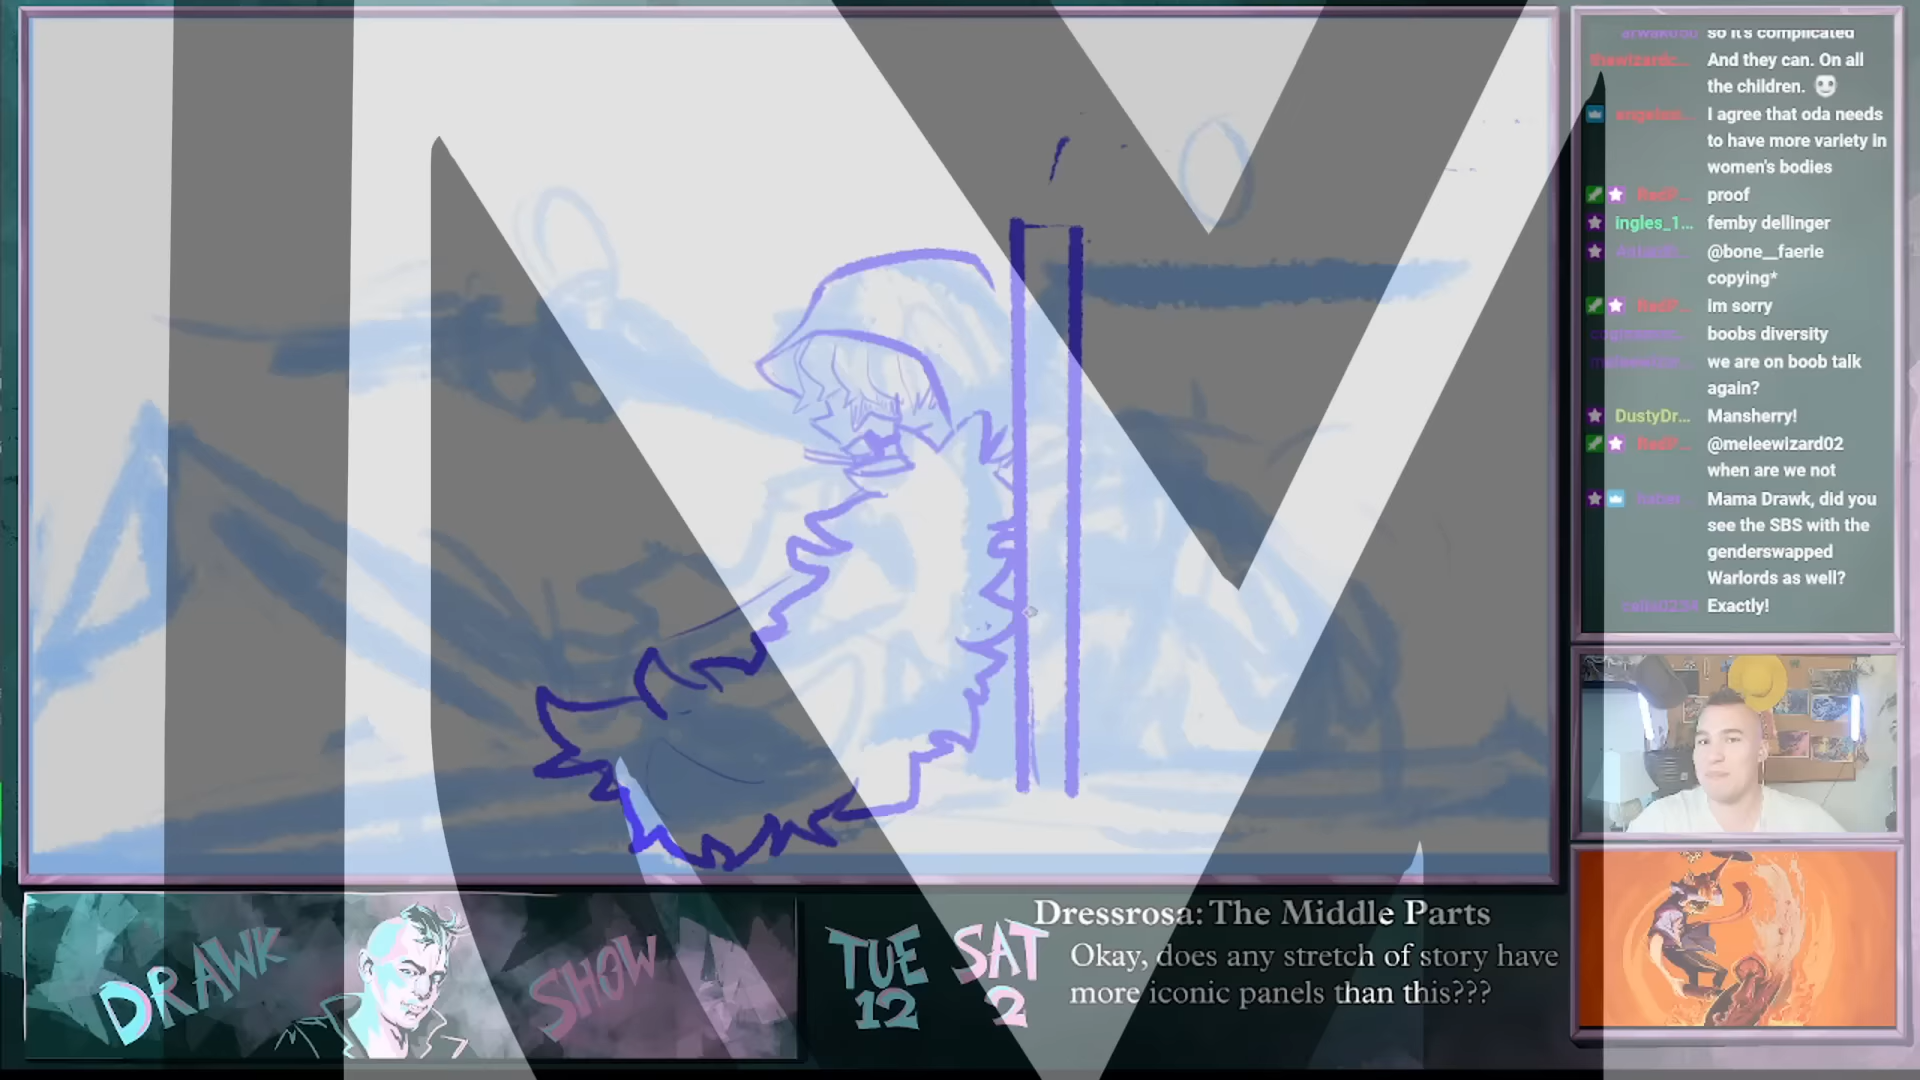 so it's complicated
And they can. On all
the children.
I agree that oda needs
to have more variety in
women's bodies
proof
ingles_1... femby dellinger
@bone__faerie
copying*
Im sorry
boobs diversity
we are on boob talk
again?
DustyDr... Mansherry!
@meleewizard02
when are we not
Mama Drawk, did you
see the SBS with the
genderswapped
Warlords as well?
Exactly!
DRAWK SHOW
TUE SAT
12 2
Dressrosa: The Middle Parts
Okay, does any stretch of story have
more iconic panels than this???